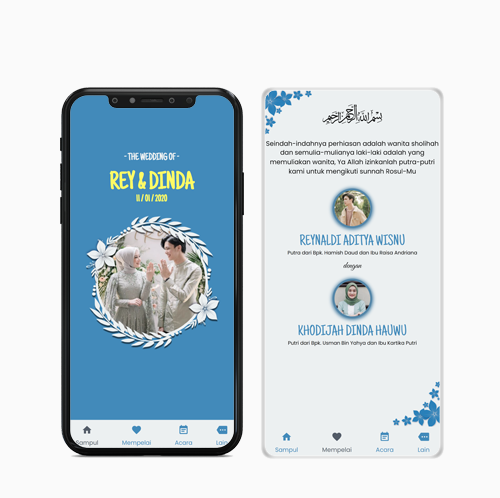 - THE WEDDING OF -
REY & DINDA
11 / 01 / 2020
Sampul
Mempelai
Acara
Lain
بسم الله الرحمن الرحيم
Seindah-indahnya perhiasan adalah wanita sholihah
dan semulia-mulianya laki-laki adalah yang
memuliakan wanita, Ya Allah izinkanlah putra-putri
kami untuk mengikuti sunnah Rosul-Mu
REYNALDI ADITYA WISNU
Putra dari Bpk. Hamish Daud dan Ibu Raisa Andriana
dengan
KHODIJAH DINDA HAUWU
Putri dari Bpk. Usman Bin Yahya dan Ibu Kartika Putri
Sampul
Mempelai
Acara
Lain